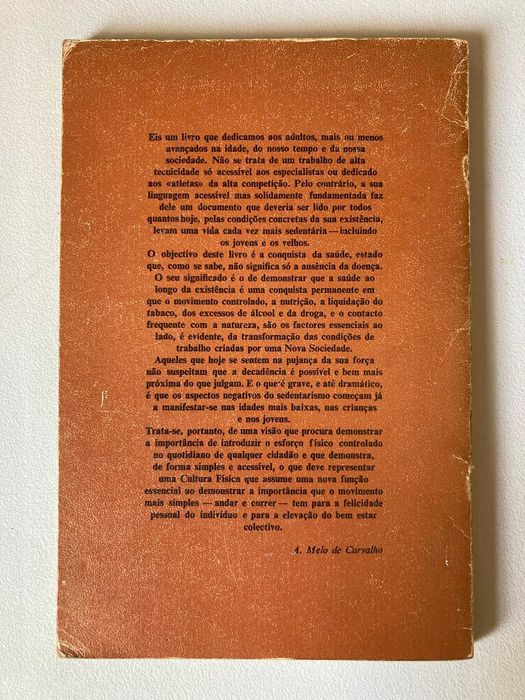 Eis um livro que dedicamos aos adultos, mais ou menos
avançados na idade, do nosso tempo e da nossa
sociedade. Não se trata de um trabalho de alta
tecnicidade só acessível aos especialistas ou dedicado
aos «atletas» da alta competição. Pelo contrário, a sua
linguagem acessível mas solidamente fundamentada faz
dele um documento que deveria ser lido por todos
quantos hoje, pelas condições concretas da sua existência,
levam uma vida cada vez mais sedentária — incluindo
os jovens e os velhos.
O objectivo deste livro é a conquista da saúde, estado
que, como se sabe, não significa só a ausência da doença.
O seu significado é o de demonstrar que a saúde ao
longo da existência é uma conquista permanente em
que o movimento controlado, a nutrição, a liquidação do
tabaco, dos excessos de álcool e da droga, e o contacto
frequente com a natureza, são os factores essenciais ao
lado, é evidente, da transformação das condições de
trabalho criadas por uma Nova Sociedade.
Aqueles que hoje se sentem na pujança da sua força
não suspeitam que a decadência é possível e bem mais
próxima do que julgam. E o que é grave, e até dramático,
é que os aspectos negativos do sedentarismo começam já
a manifestar-se nas idades mais baixas, nas crianças
e nos jovens.
Trata-se, portanto, de uma visão que procura demonstrar
a importância de introduzir o esforço físico controlado
no quotidiano de qualquer cidadão e que demonstra,
de forma simples e acessível, o que deve representar
uma Cultura Física que assume uma nova função
essencial ao demonstrar a importância que o movimento
mais simples — andar e correr — tem para a felicidade
pessoal do indivíduo e para a elevação do bem estar
colectivo.
A. Melo de Carvalho